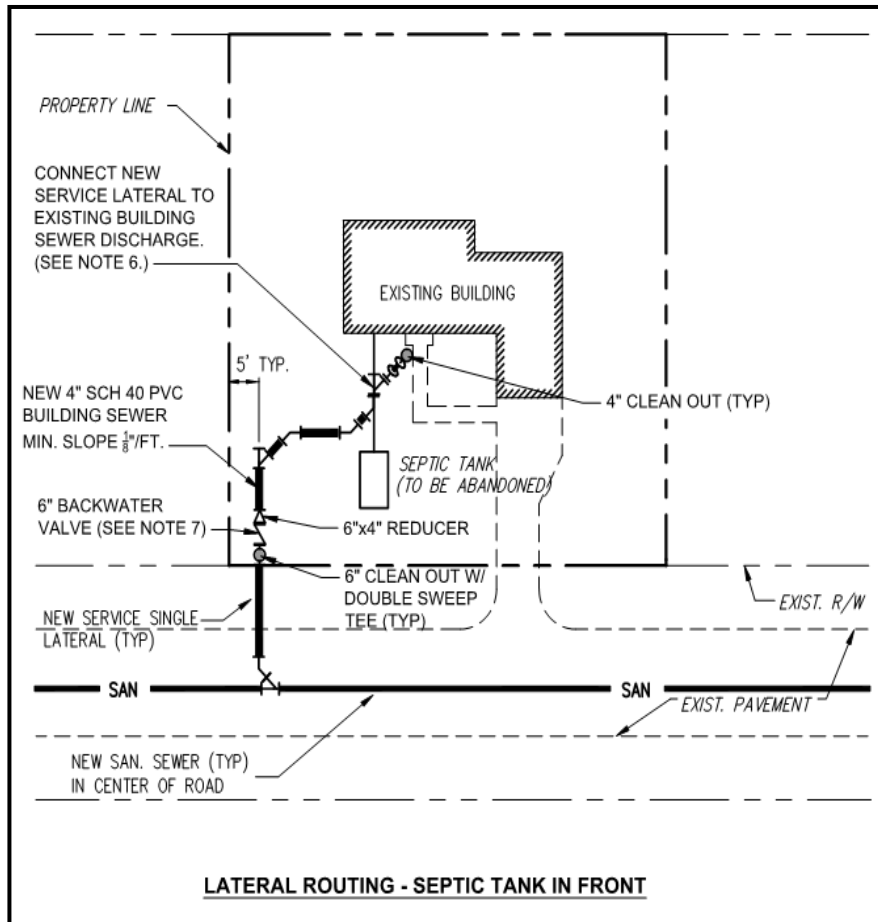 PROPERTY LINE
CONNECT NEW
SERVICE LATERAL TO
EXISTING BUILDING
SEWER DISCHARGE.
(SEE NOTE 6.)
EXISTING BUILDING
5' TYP.
NEW 4" SCH 40 PVC
BUILDING SEWER
MIN. SLOPE 1/8"/FT.
4" CLEAN OUT (TYP)
SEPTIC TANK
(TO BE ABANDONED)
6" BACKWATER
VALVE (SEE NOTE 7)
6"x4" REDUCER
6" CLEAN OUT W/
DOUBLE SWEEP
TEE (TYP)
EXIST. R/W
NEW SERVICE SINGLE
LATERAL (TYP)
SAN
SAN
EXIST. PAVEMENT
NEW SAN. SEWER (TYP)
IN CENTER OF ROAD
LATERAL ROUTING - SEPTIC TANK IN FRONT